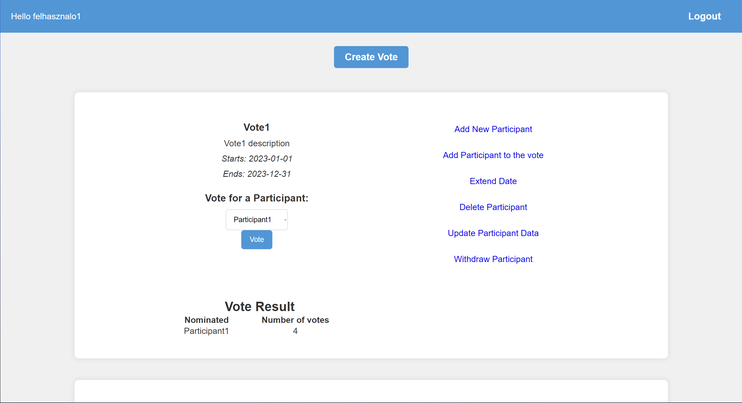 Hello felhasznalo1
Logout
Create Vote
Vote1
Vote1 description
Starts: 2023-01-01
Ends: 2023-12-31
Vote for a Participant:
Participant1
Vote
Add New Participant
Add Participant to the vote
Extend Date
Delete Participant
Update Participant Data
Withdraw Participant
Vote Result
Nominated Number of votes
Participant1 4